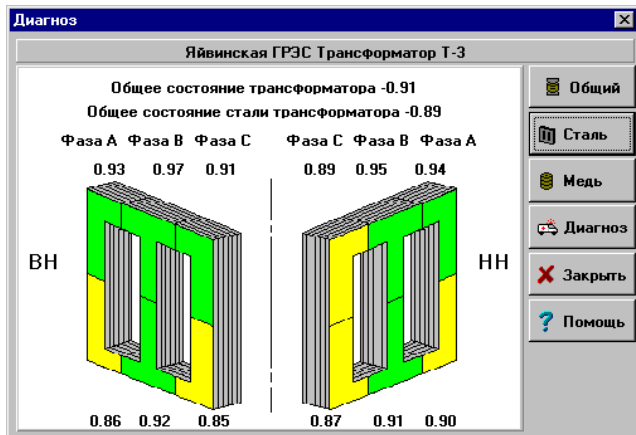 Диагноз
Яйвинская ГРЭС Трансформатор Т-3
Общее состояние трансформатора -0.91
Общее состояние стали трансформатора -0.89
Фаза А Фаза В Фаза С Фаза С Фаза В Фаза А
0.93 0.97 0.91 0.89 0.95 0.94
ВН НН
0.86 0.92 0.85 0.87 0.91 0.90
Общий
Сталь
Медь
Диагноз
Закрыть
Помощь